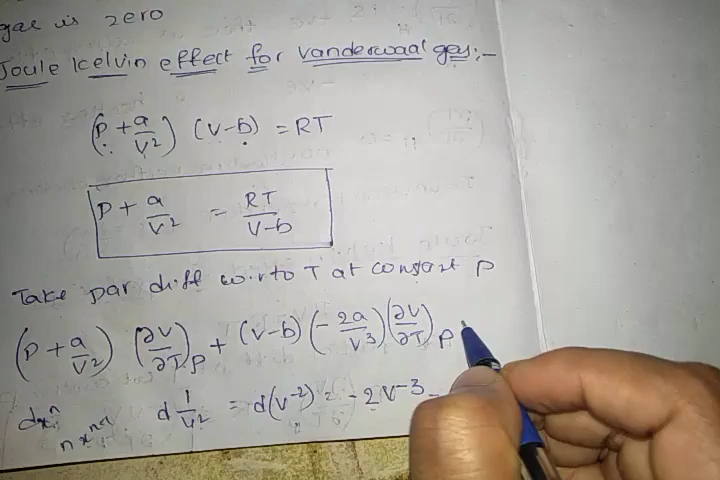 gas is zero
Joule Kelvin effect for vanderwaal gas:-
(P + a/V²) (V-b) = RT
P + a/V² = RT/V-b
Take par diff w.r.to T at constant P
(P + a/V²) (∂V/∂T)P + (V-b) (- 2a/V³) (∂V/∂T)P
dxⁿ d 1/V² = d(V⁻²) = -2V⁻³
nxⁿ⁻¹